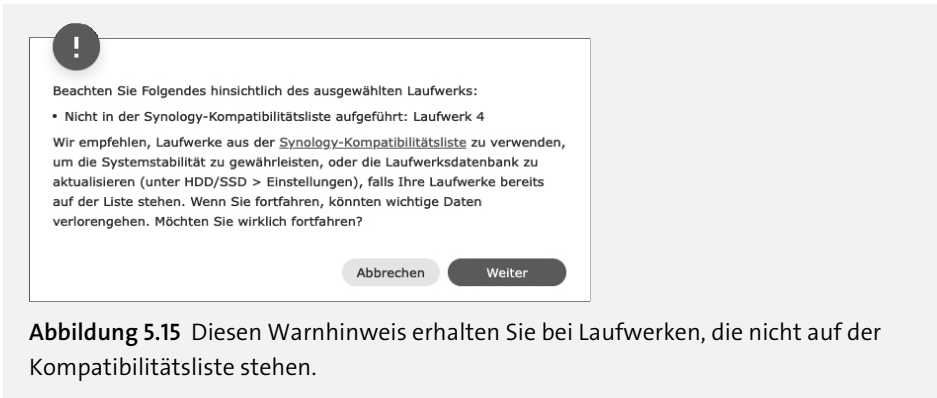 !
Beachten Sie Folgendes hinsichtlich des ausgewählten Laufwerks:
• Nicht in der Synology-Kompatibilitätsliste aufgeführt: Laufwerk 4
Wir empfehlen, Laufwerke aus der Synology-Kompatibilitätsliste zu verwenden,
um die Systemstabilität zu gewährleisten, oder die Laufwerksdatenbank zu
aktualisieren (unter HDD/SSD > Einstellungen), falls Ihre Laufwerke bereits
auf der Liste stehen. Wenn Sie fortfahren, könnten wichtige Daten
verlorengehen. Möchten Sie wirklich fortfahren?
Abbrechen Weiter
Abbildung 5.15 Diesen Warnhinweis erhalten Sie bei Laufwerken, die nicht auf der
Kompatibilitätsliste stehen.